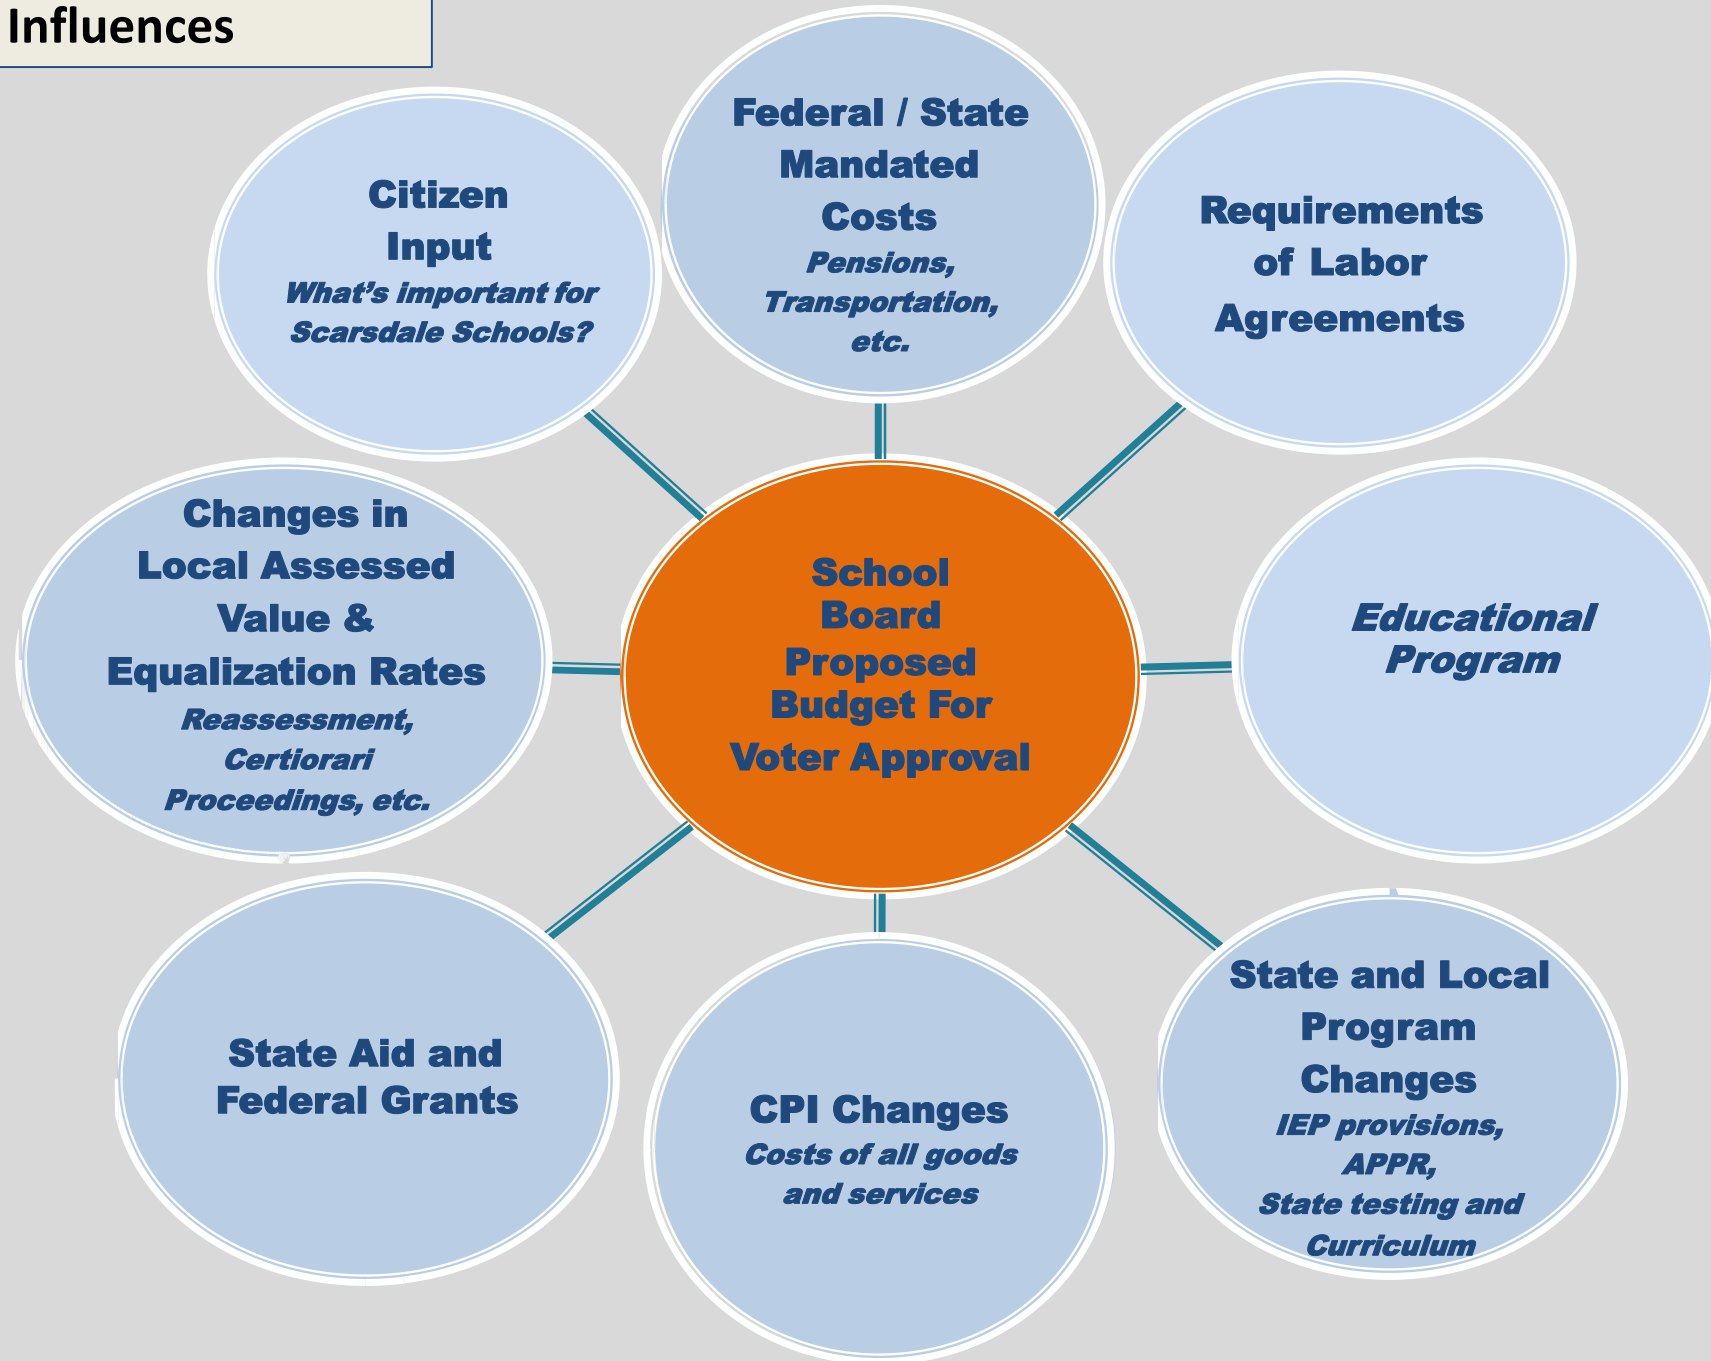 Influences
Federal / State
Mandated
Costs
Pensions,
Transportation,
etc.
Citizen
Input
What’s important for
Scarsdale Schools?
Requirements
of Labor
Agreements
Changes in
Local Assessed
Value &
Equalization Rates
Reassessment,
Certiorari
Proceedings, etc.
School
Board
Proposed
Budget For
Voter Approval
Educational
Program
State Aid and
Federal Grants
CPI Changes
Costs of all goods
and services
State and Local
Program
Changes
IEP provisions,
APPR,
State testing and
Curriculum